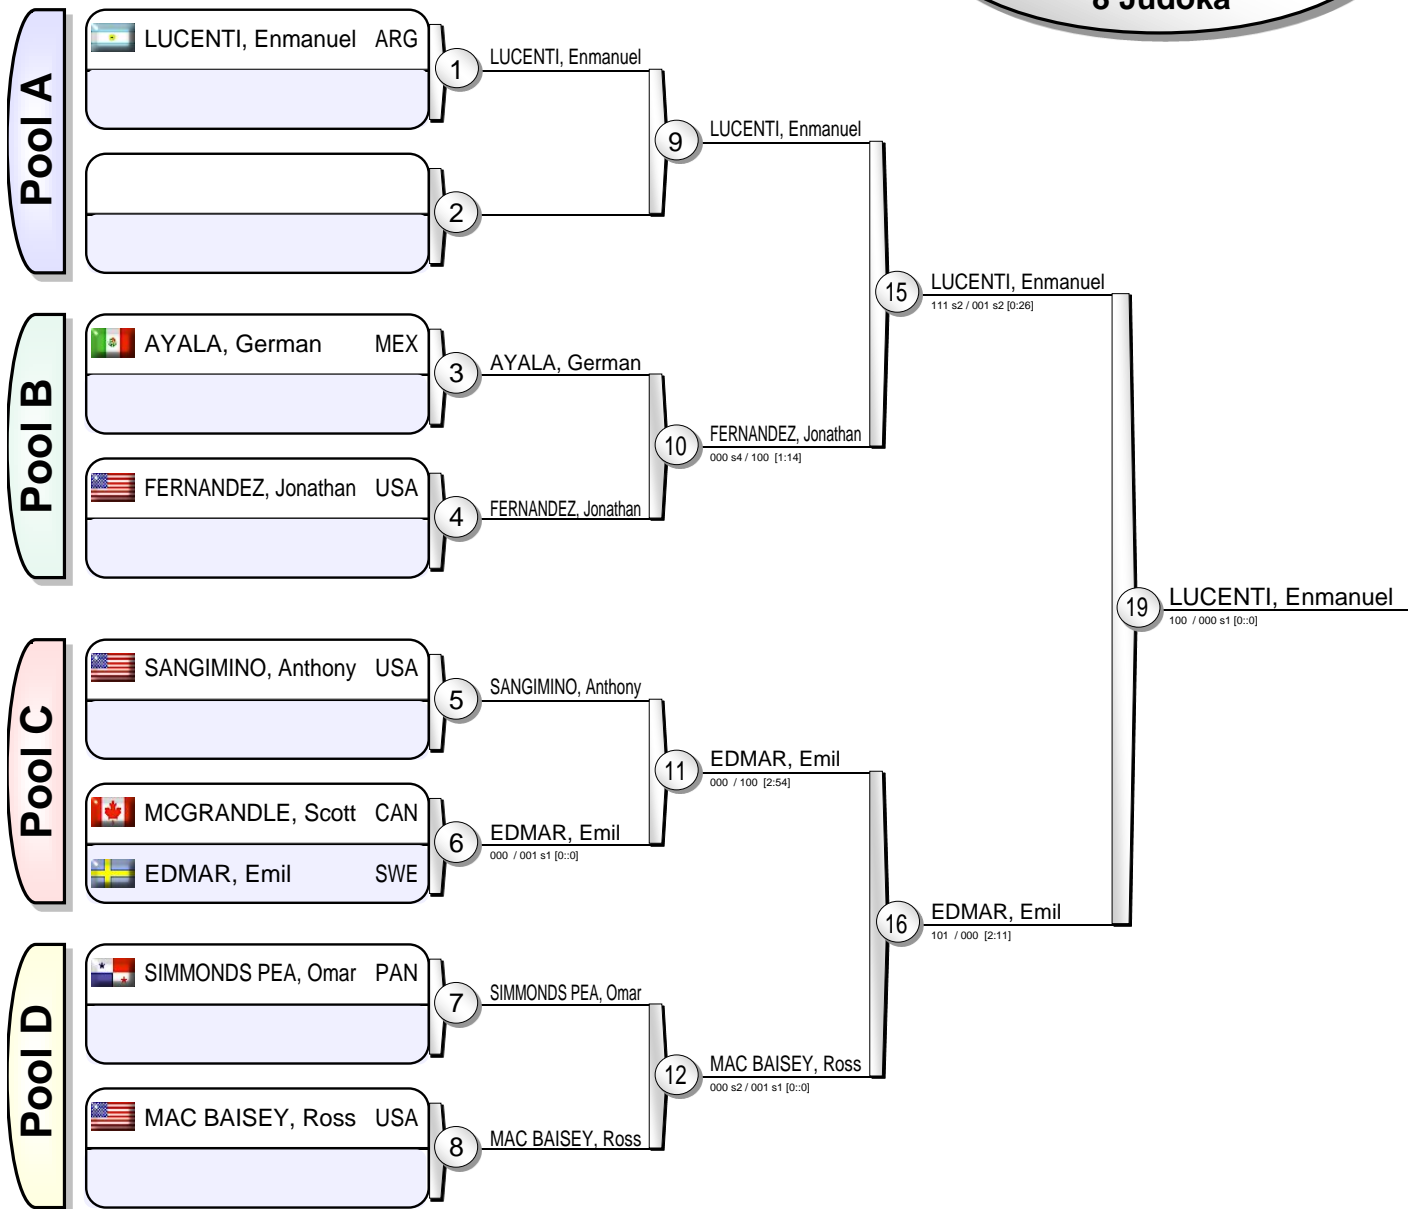 8 Judoka
Pool A
LUCENTI, Enmanuel ARG
1
LUCENTI, Enmanuel
2
9
LUCENTI, Enmanuel
Pool B
AYALA, German MEX
3
AYALA, German
FERNANDEZ, Jonathan USA
4
FERNANDEZ, Jonathan
10
FERNANDEZ, Jonathan
000 s4 / 100 [1:14]
15
LUCENTI, Enmanuel
111 s2 / 001 s2 [0:26]
Pool C
SANGIMINO, Anthony USA
5
SANGIMINO, Anthony
MCGRANDLE, Scott CAN
EDMAR, Emil SWE
6
EDMAR, Emil
000 / 001 s1 [0::0]
11
EDMAR, Emil
000 / 100 [2:54]
Pool D
SIMMONDS PEA, Omar PAN
7
SIMMONDS PEA, Omar
MAC BAISEY, Ross USA
8
MAC BAISEY, Ross
12
MAC BAISEY, Ross
000 s2 / 001 s1 [0::0]
16
EDMAR, Emil
101 / 000 [2:11]
19
LUCENTI, Enmanuel
100 / 000 s1 [0::0]